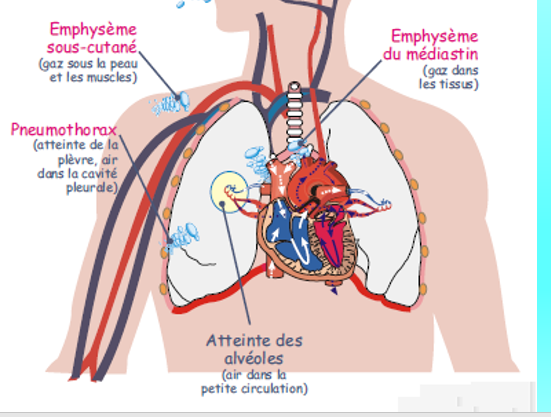 Emphysème
sous-cutané
(gaz sous la peau
et les muscles)
Emphysème
du médiastin
(gaz dans
les tissus)
Pneumothorax
(atteinte de la
plèvre, air
dans la cavité
pleurale)
Atteinte des
alvéoles
(air dans la
petite circulation)